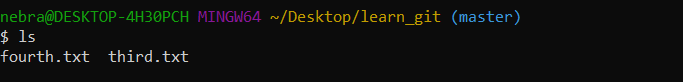 nebra@DESKTOP-4H30PCH MINGW64 ~/Desktop/learn_git (master)
$ ls
fourth.txt  third.txt